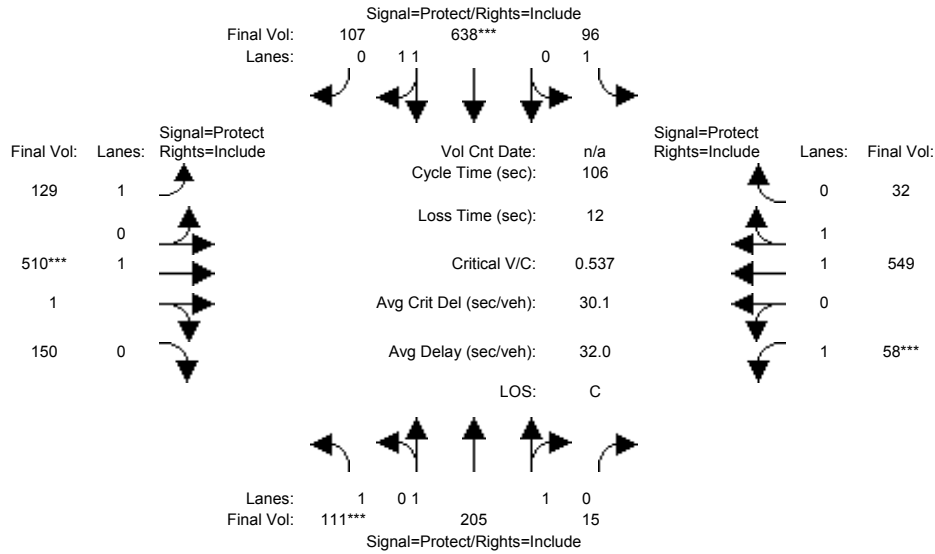 Signal=Protect/Rights=Include
Final Vol: 107 638*** 96
Lanes: 0 1 1 0 1
Signal=Protect
Final Vol: Lanes: Rights=Include
Vol Cnt Date: n/a
Signal=Protect
Rights=Include Lanes: Final Vol:
Cycle Time (sec): 106
129 1
0 32
Loss Time (sec): 12
0
1
510*** 1
Critical V/C: 0.537
1 549
1
Avg Crit Del (sec/veh): 30.1
0
150 0
Avg Delay (sec/veh): 32.0
1 58***
LOS: C
Lanes: 1 0 1 1 0
Final Vol: 111*** 205 15
Signal=Protect/Rights=Include